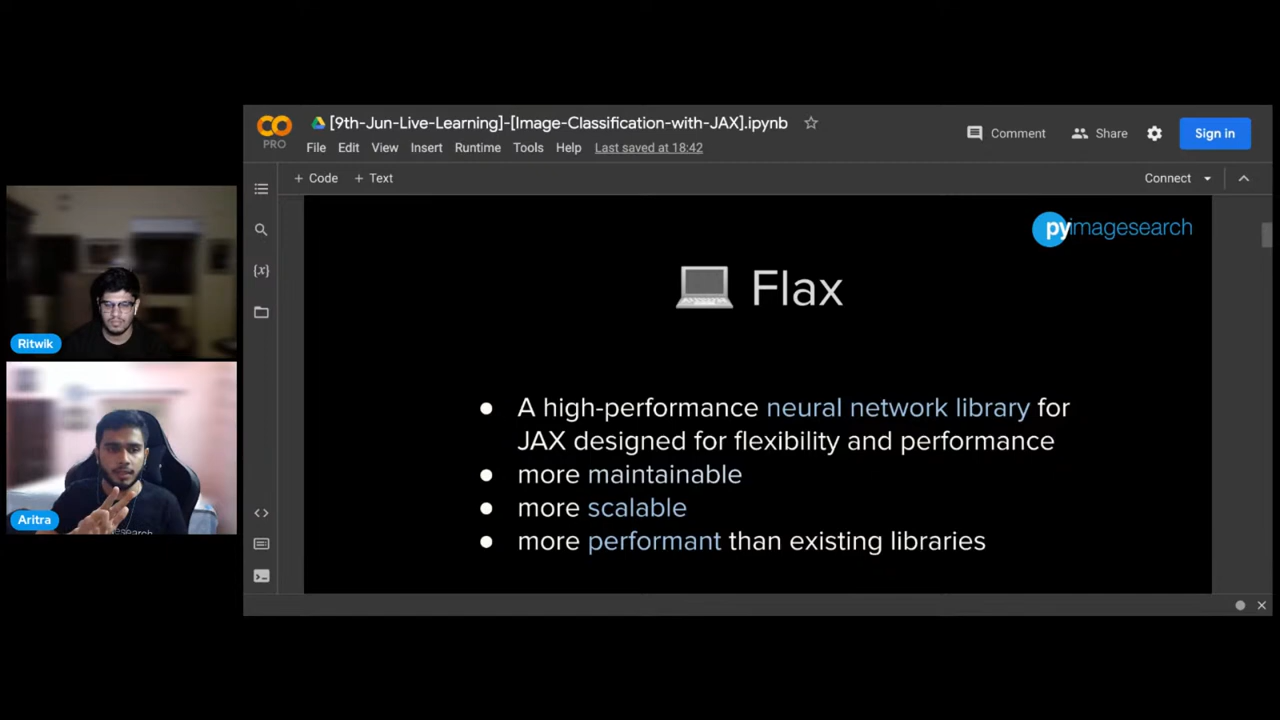 [9th-Jun-Live-Learning]-[Image-Classification-with-JAX].ipynb
PRO
File Edit View Insert Runtime Tools Help Last saved at 18:42
Comment Share Sign in
+ Code + Text
Connect
{x}
pyimagesearch
Flax
• A high-performance neural network library for
JAX designed for flexibility and performance
• more maintainable
• more scalable
• more performant than existing libraries
Ritwik
Aritra